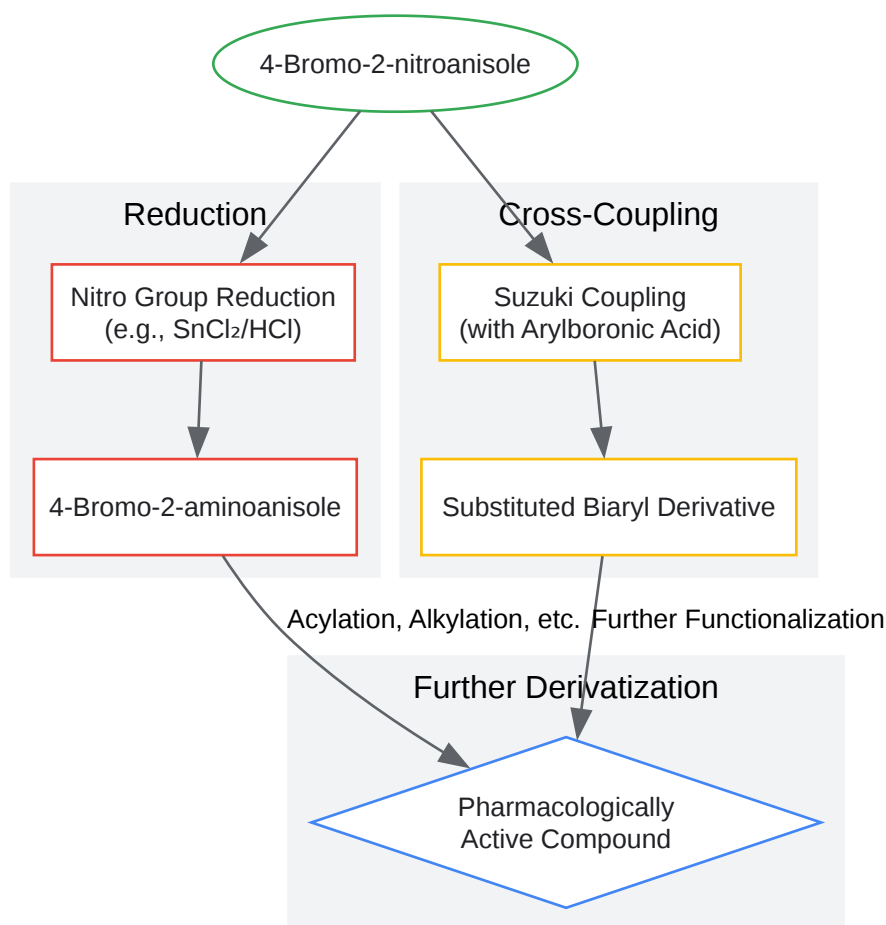 4-Bromo-2-nitroanisole
Reduction
Cross-Coupling
Nitro Group Reduction
(e.g., SnCl₂/HCl)
Suzuki Coupling
(with Arylboronic Acid)
4-Bromo-2-aminoanisole
Substituted Biaryl Derivative
Acylation, Alkylation, etc.
Further Functionalization
Further Derivatization
Pharmacologically
Active Compound